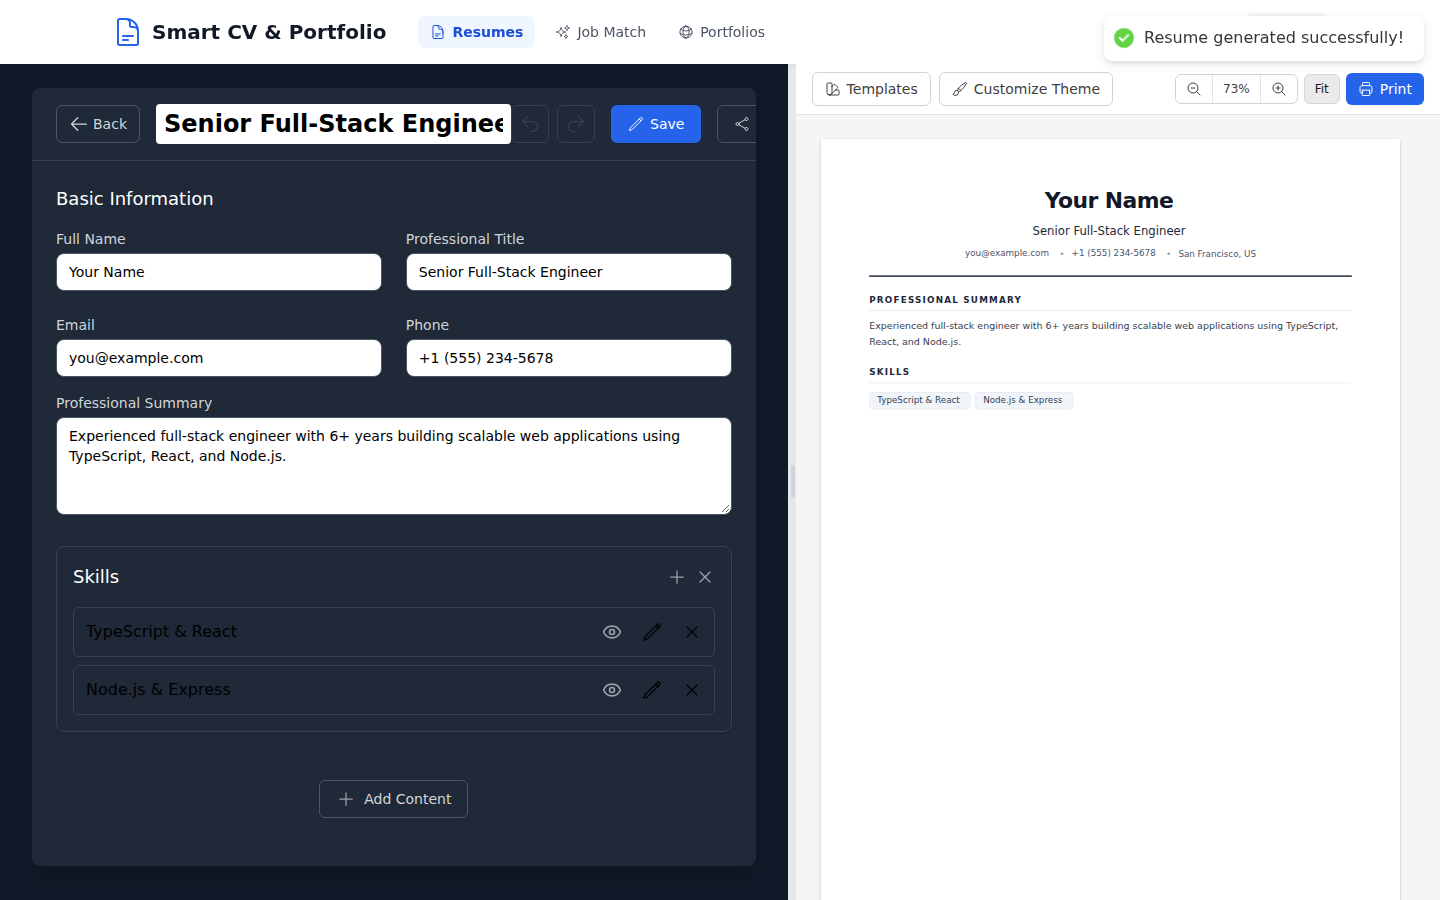 Smart CV & Portfolio
Resumes
Job Match
Portfolios
Resume generated successfully!
Back
Senior Full-Stack Enginee
Save
Templates
Customize Theme
73%
Fit
Print
Basic Information
Full Name
Professional Title
Your Name
Senior Full-Stack Engineer
Email
Phone
you@example.com
+1 (555) 234-5678
Professional Summary
Experienced full-stack engineer with 6+ years building scalable web applications using
TypeScript, React, and Node.js.
Skills
TypeScript & React
Node.js & Express
Add Content
Your Name
Senior Full-Stack Engineer
you@example.com • +1 (555) 234-5678 • San Francisco, US
PROFESSIONAL SUMMARY
Experienced full-stack engineer with 6+ years building scalable web applications using TypeScript,
React, and Node.js.
SKILLS
TypeScript & React
Node.js & Express